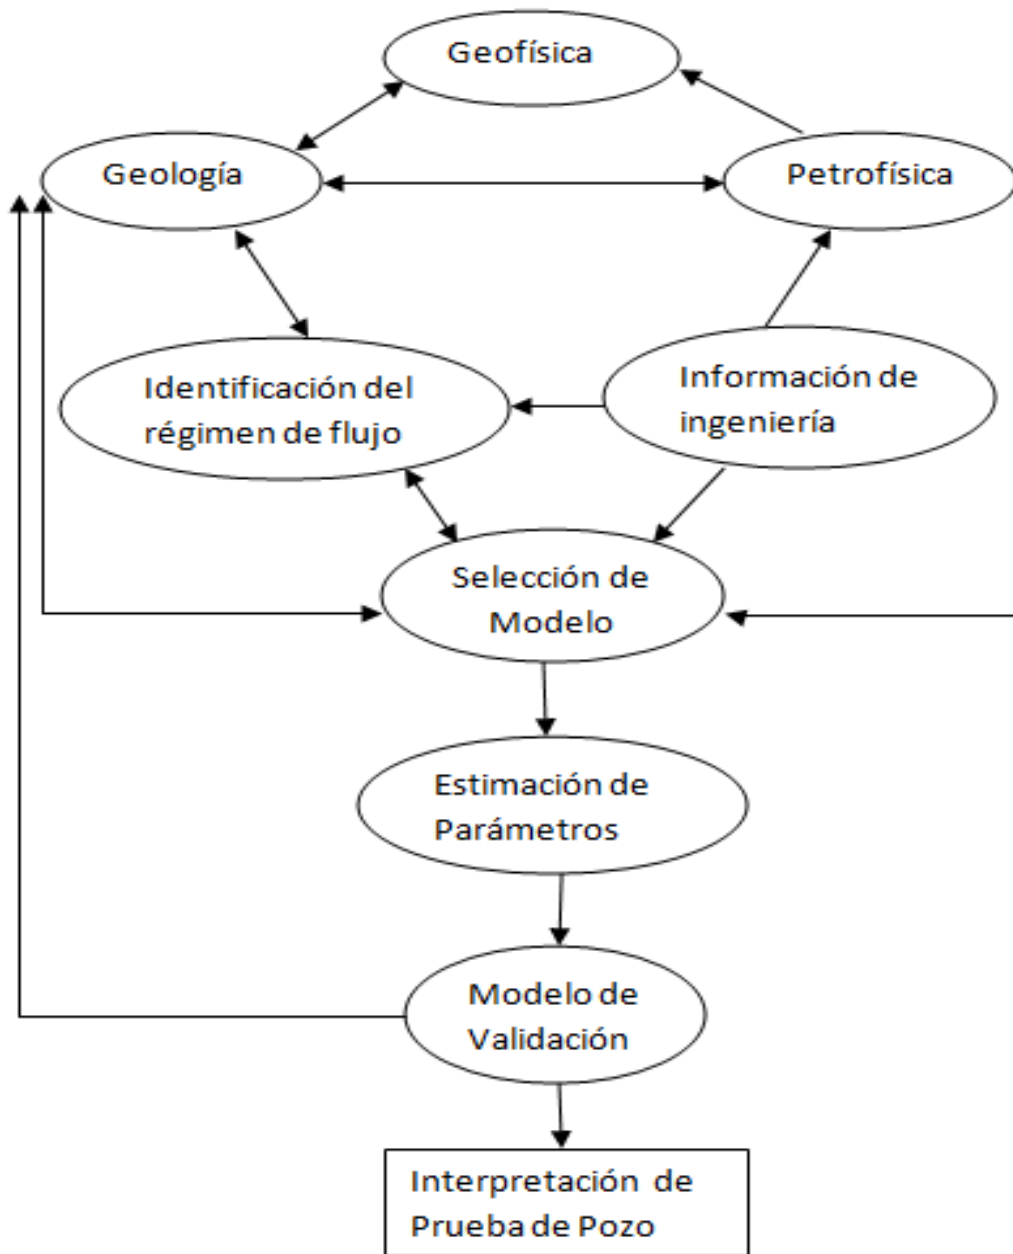 Geofísica
Geología
Petrofísica
Identificación del
régimen de flujo
Información de
ingeniería
Selección de
Modelo
Estimación de
Parámetros
Modelo de
Validación
Interpretación de
Prueba de Pozo